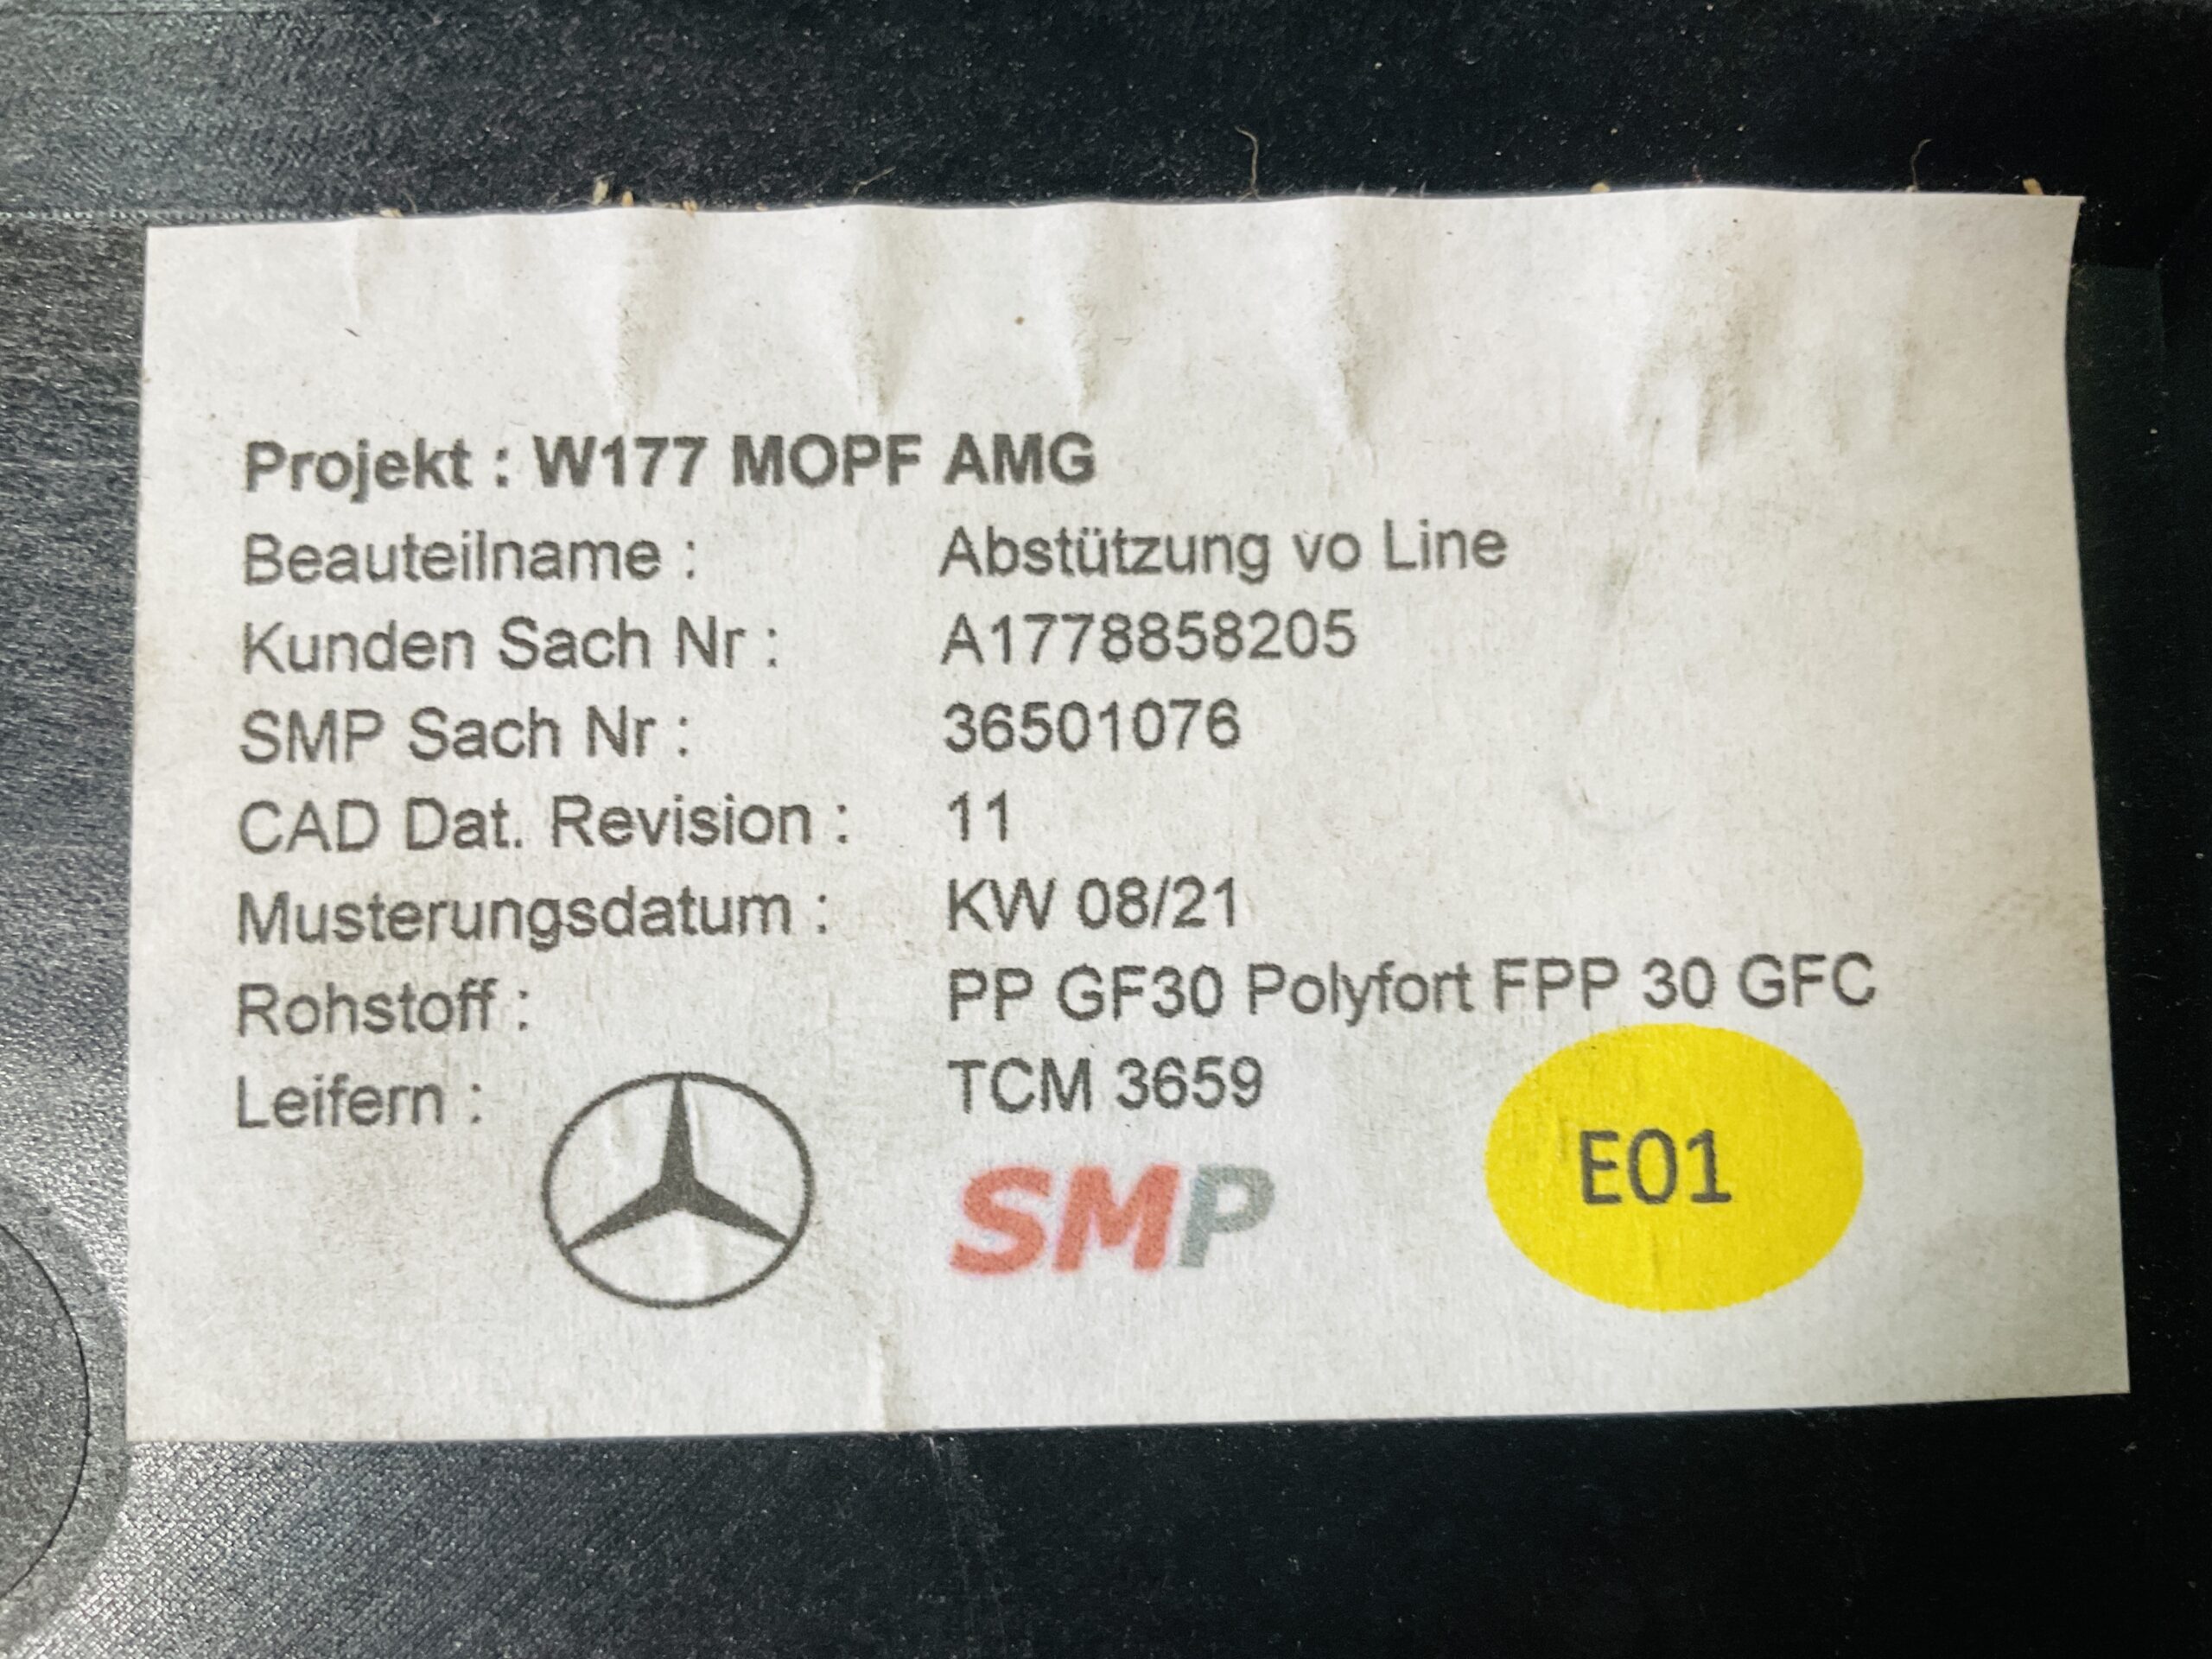 Projekt : W177 MOPF AMG
Beauteilname : Abstützung vo Line
Kunden Sach Nr : A1778858205
SMP Sach Nr : 36501076
CAD Dat. Revision : 11
Musterungsdatum : KW 08/21
Rohstoff : PP GF30 Polyfort FPP 30 GFC
Leifern : TCM 3659
SMP
E01